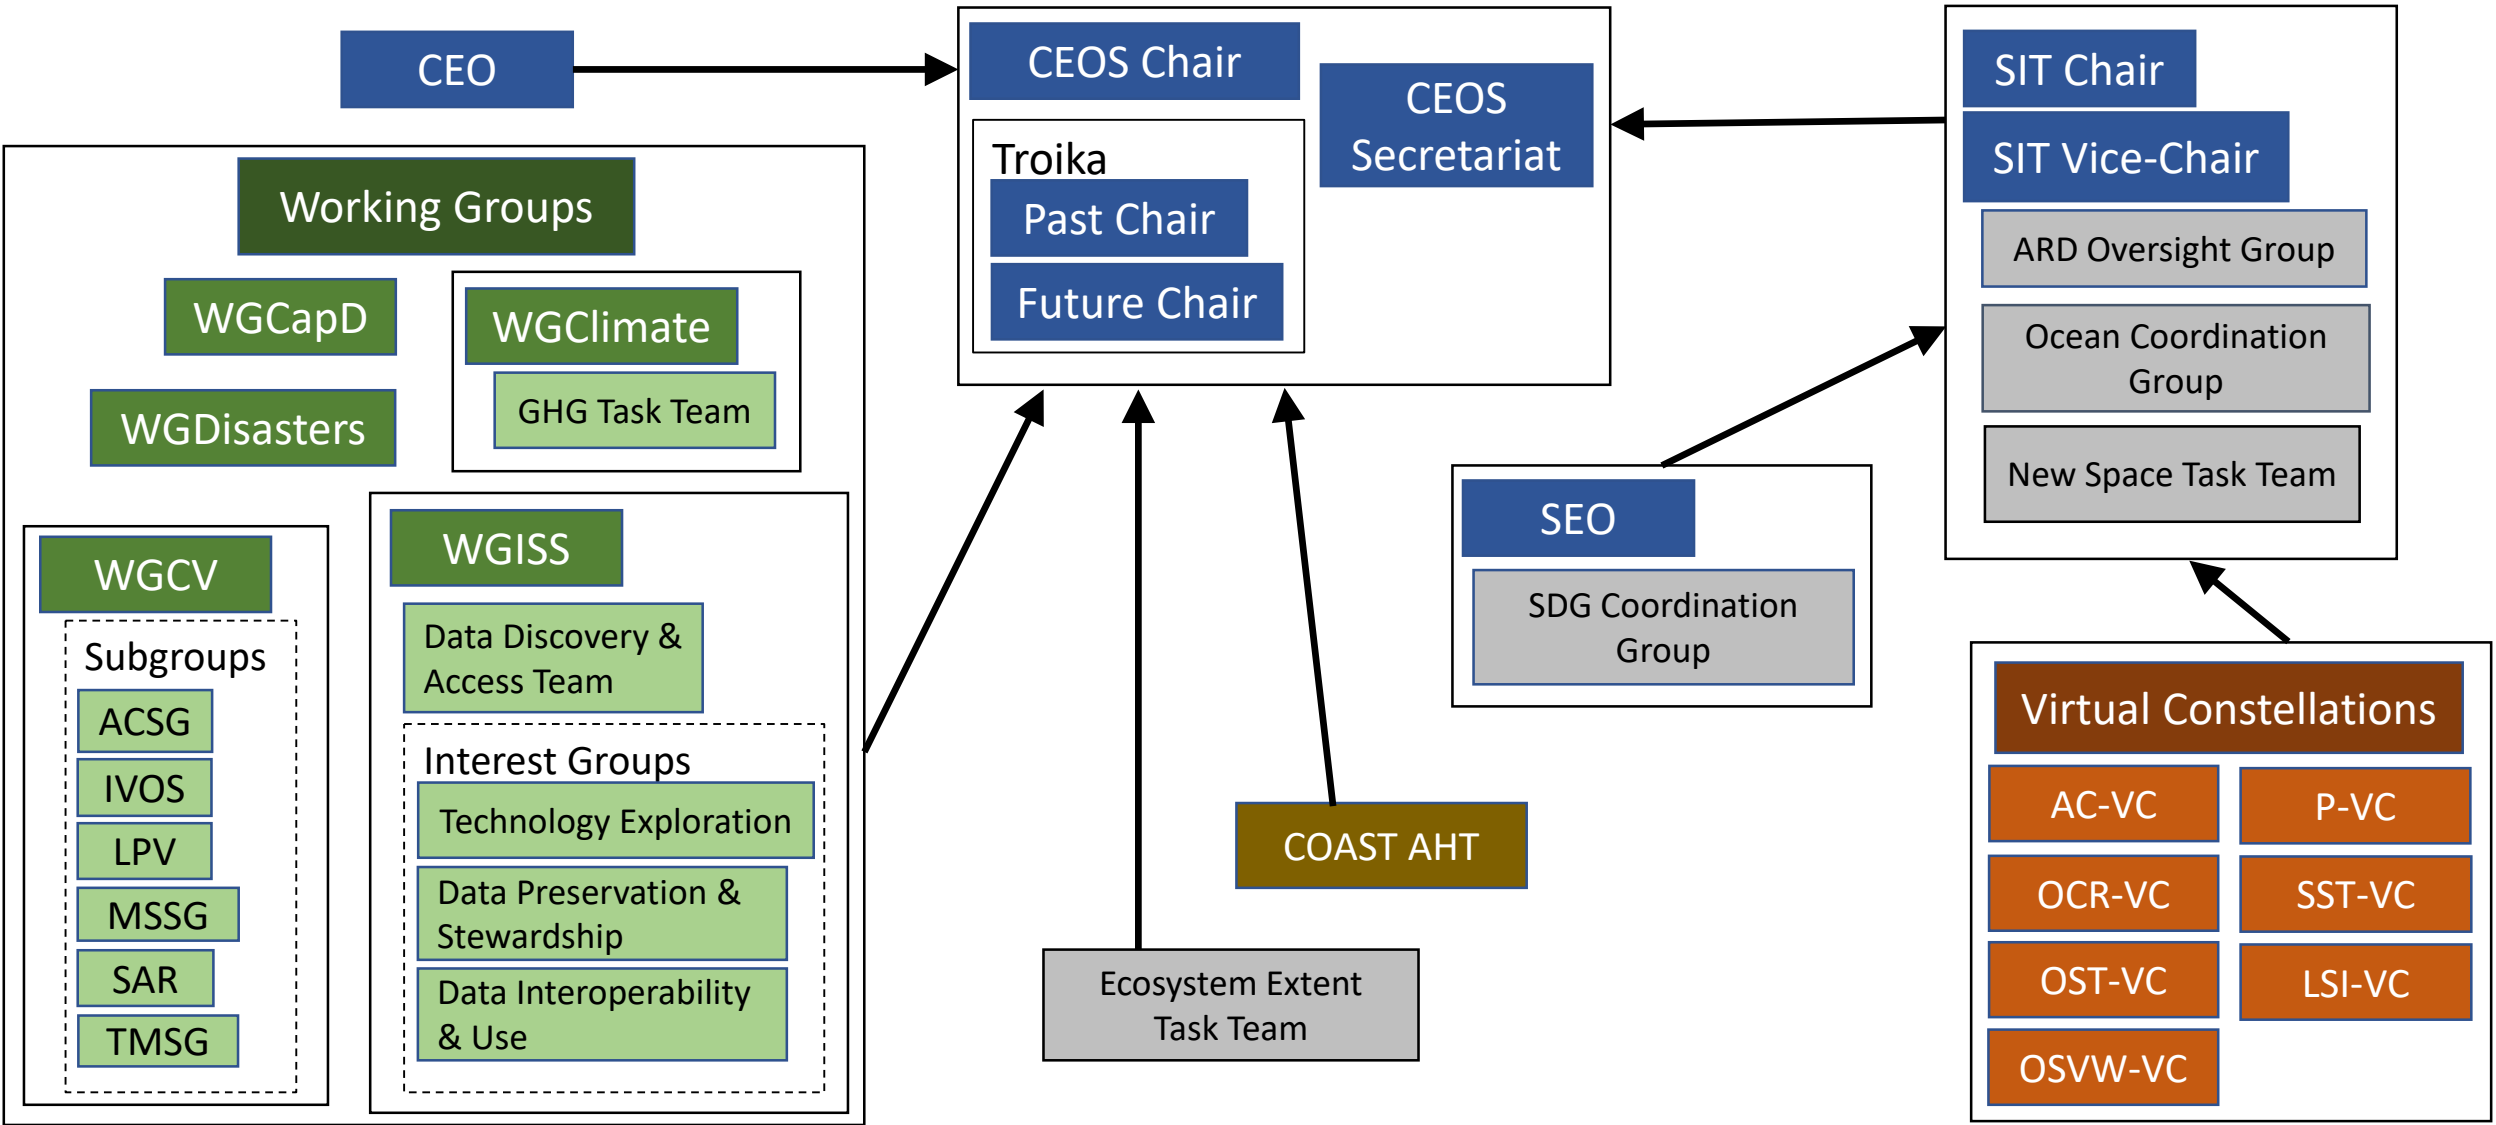 CEO
CEOS Chair
CEOS
Secretariat
Troika
Past Chair
Future Chair
SIT Chair
SIT Vice-Chair
ARD Oversight Group
Ocean Coordination
Group
New Space Task Team
Working Groups
WGCapD
WGClimate
GHG Task Team
WGDisasters
WGCV
Subgroups
ACSG
IVOS
LPV
MSSG
SAR
TMSG
WGISS
Data Discovery &
Access Team
Interest Groups
Technology Exploration
Data Preservation &
Stewardship
Data Interoperability
& Use
SEO
SDG Coordination
Group
COAST AHT
Ecosystem Extent
Task Team
Virtual Constellations
AC-VC
P-VC
OCR-VC
SST-VC
OST-VC
LSI-VC
OSVW-VC